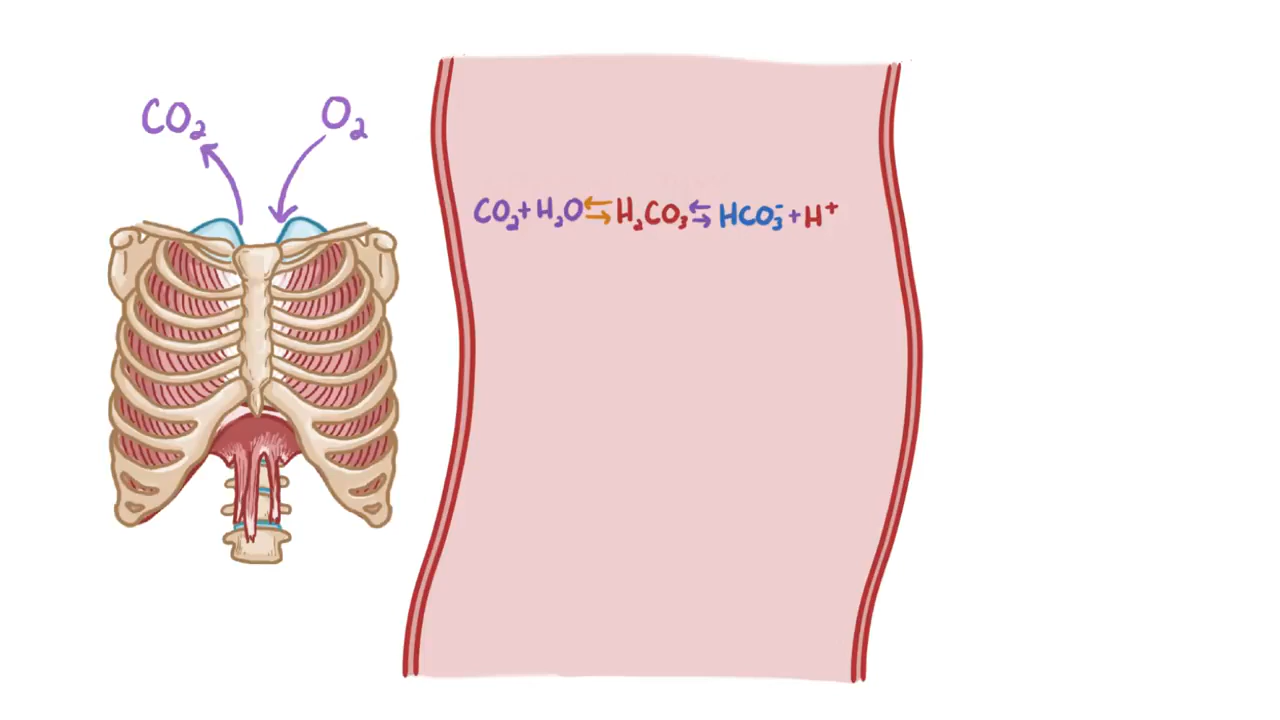 CO₂ O₂
CO₂ + H₂O ⇆ H₂CO₃ ⇆ HCO₃⁻ + H⁺